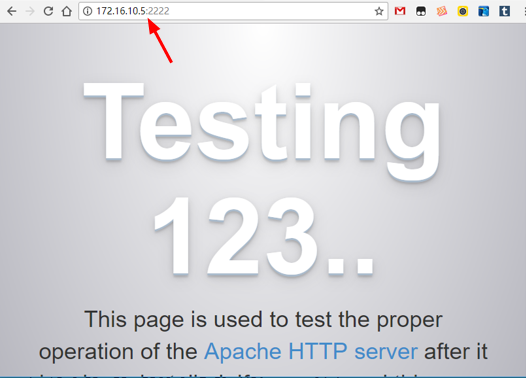 172.16.10.5:2222
Testing
123..
This page is used to test the proper
operation of the Apache HTTP server after it